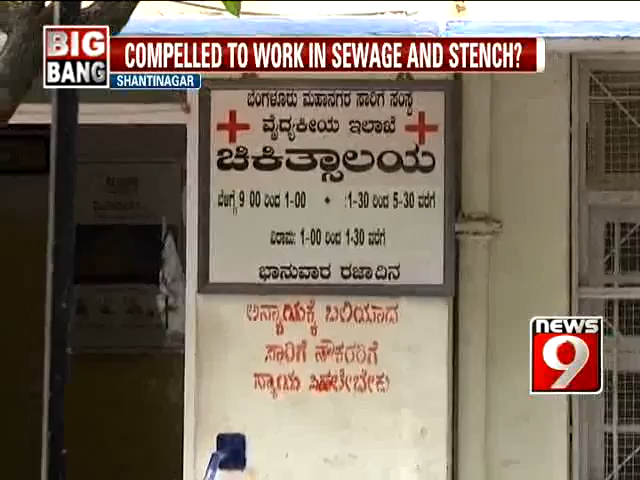 BIG
BANG
COMPELLED TO WORK IN SEWAGE AND STENCH?
SHANTINAGAR
ಬೆಂಗಳೂರು ಮಹಾನಗರ ಸಾರಿಗೆ ಸಂಸ್ಥೆ
ವೈದ್ಯಕೀಯ ಇಲಾಖೆ
ಚಿಕಿತ್ಸಾಲಯ
ಬೆಳಗ್ಗೆ 9 00 ರಿಂದ 1-00 • :1-30 ರಿಂದ 5-30 ವರೆಗೆ
ವಿರಾಮ: 1-00 ರಿಂದ 1-30 ವರೆಗೆ
ಭಾನುವಾರ ರಜಾದಿನ
ಅನ್ಯಾಯಕ್ಕೆ ಬಲಿಯಾದ
ಸಾರಿಗೆ ನೌಕರರಿಗೆ
ನ್ಯಾಯ ಸಿಗಲೇಬೇಕು
NEWS
9